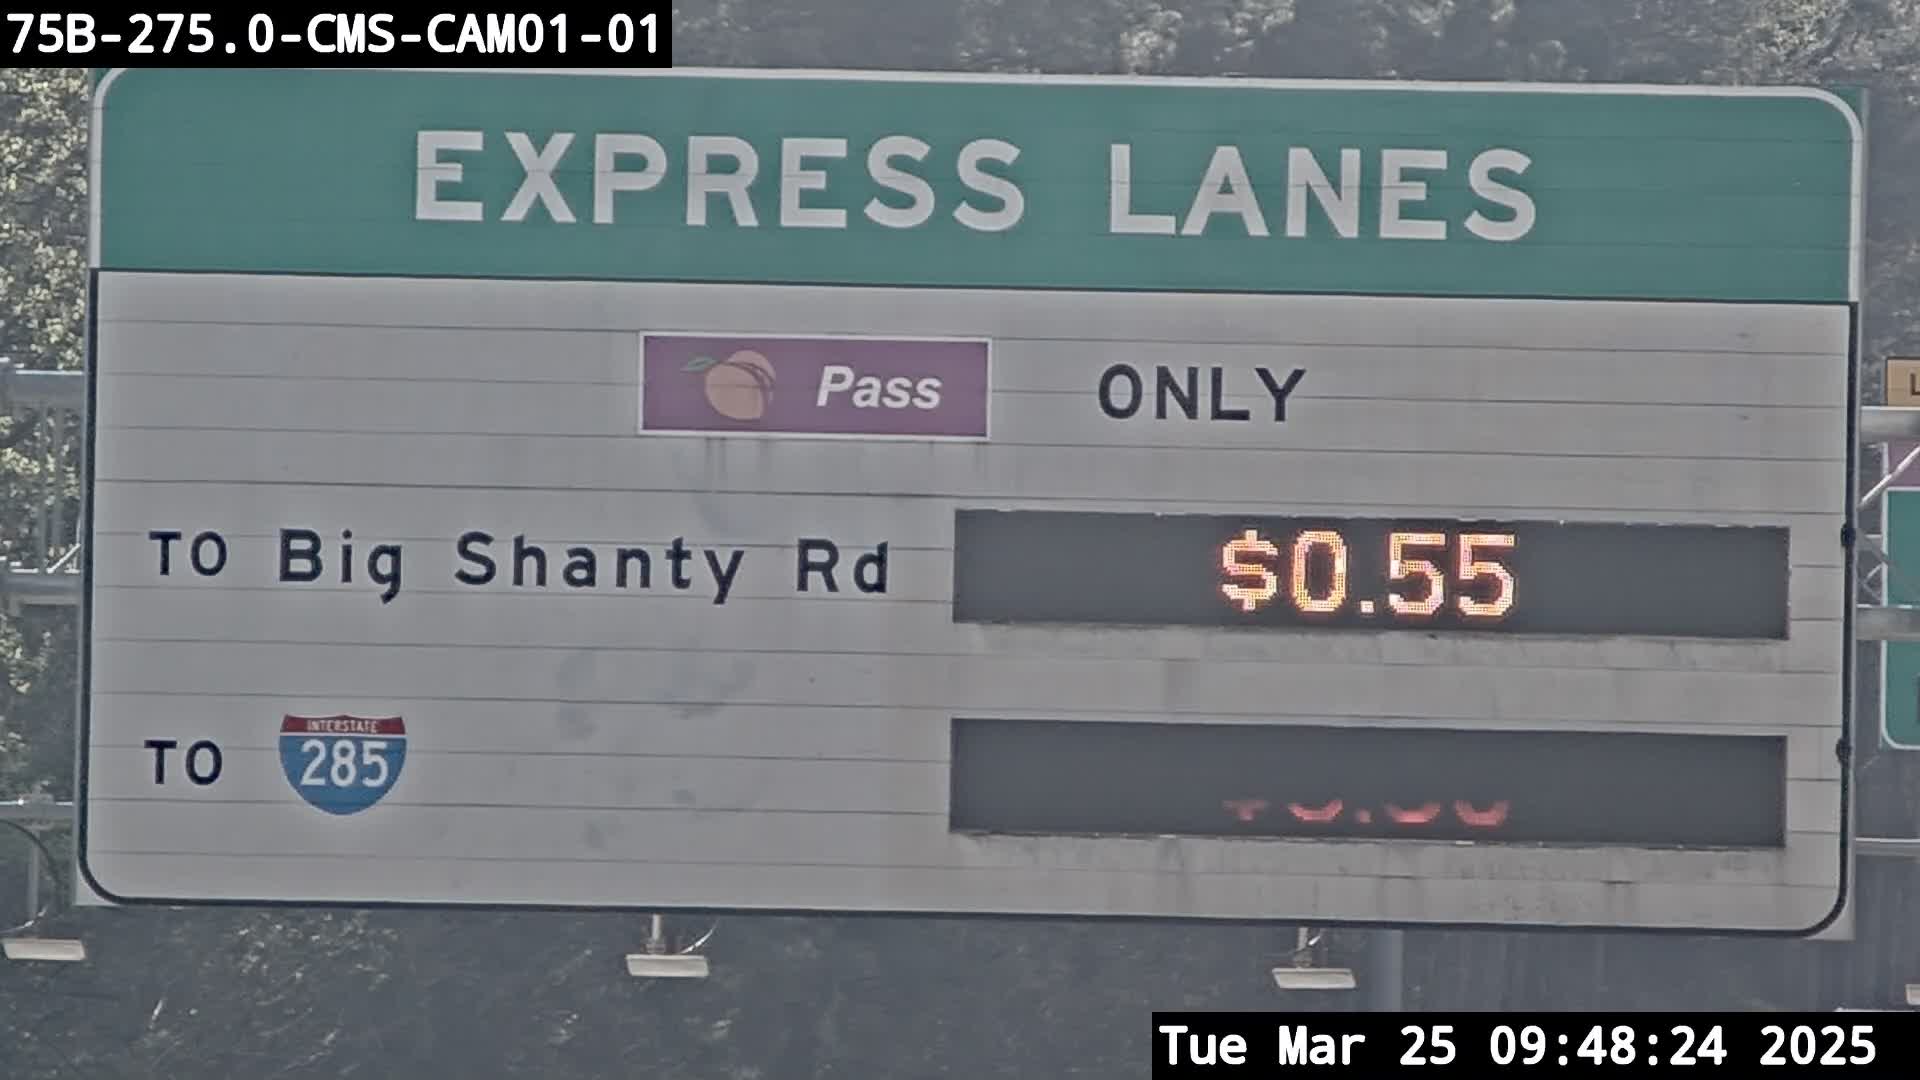 75B-275.0-CMS-CAM01-01
EXPRESS LANES
Pass ONLY
TO Big Shanty Rd $0.55
TO INTERSTATE 285
Tue Mar 25 09:48:24 2025